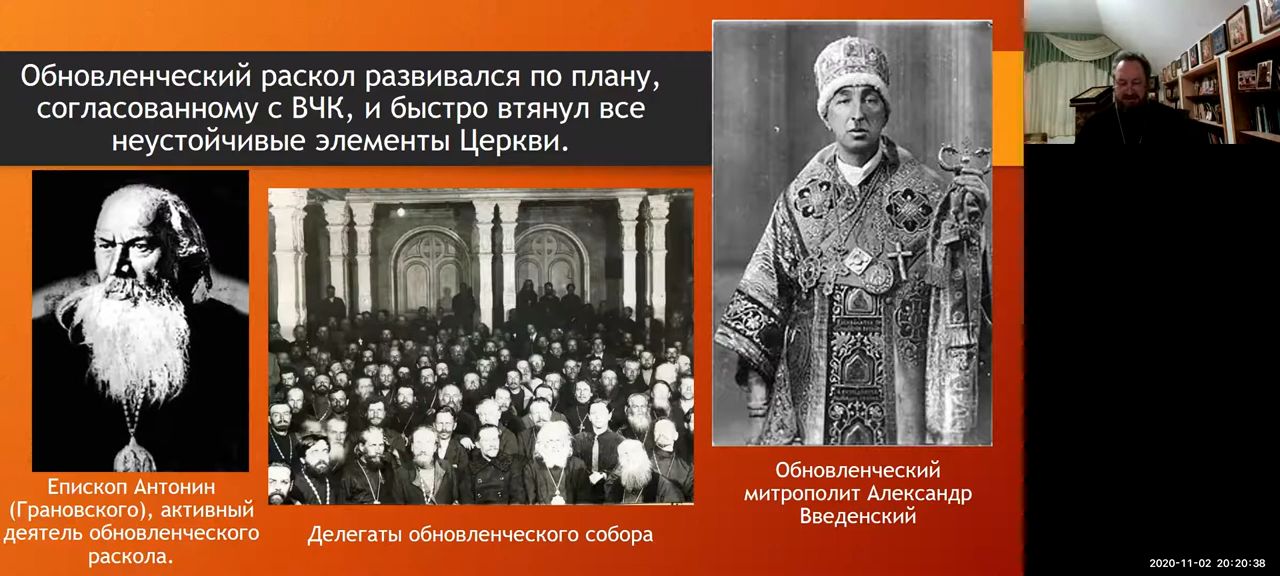 Обновленческий раскол развивался по плану,
согласованному с ВЧК, и быстро втянул все
неустойчивые элементы Церкви.
Епископ Антонин
(Грановского), активный
деятель обновленческого
раскола.
Делегаты обновленческого собора
Обновленческий
митрополит Александр
Введенский
2020-11-02 20:20:38